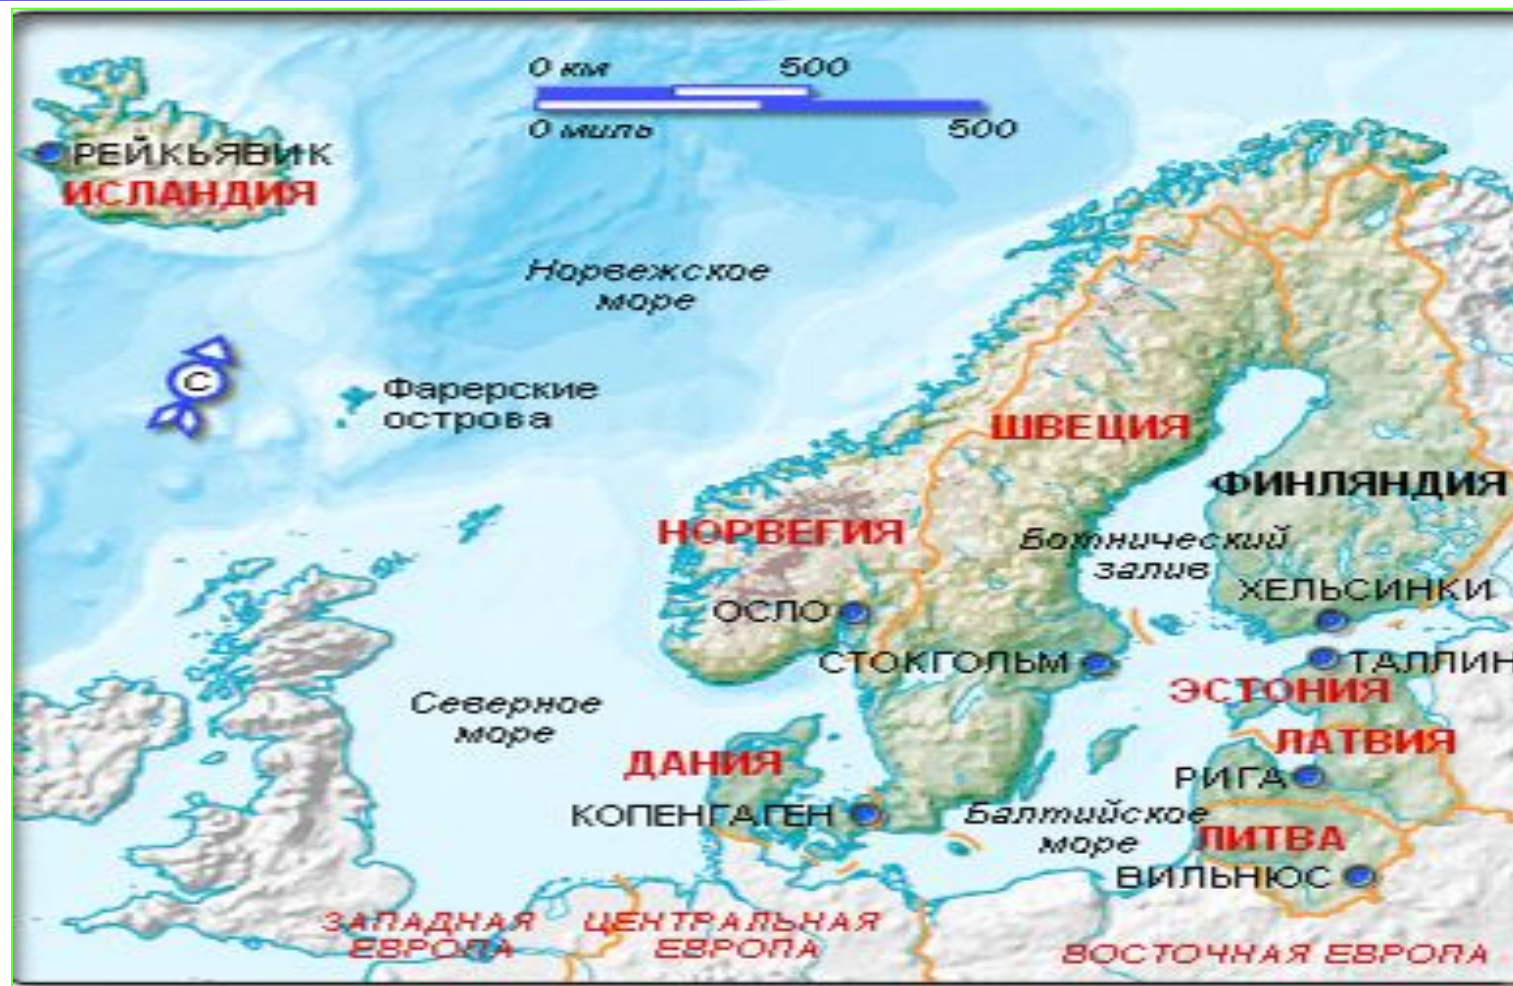 0 км 500
0 миль 500
РЕЙКЬЯВИК
ИСЛАНДИЯ
Норвежское
море
С
Фарерские
острова
ШВЕЦИЯ
ФИНЛЯНДИЯ
НОРВЕГИЯ
Ботнический
залив
ХЕЛЬСИНКИ
ОСЛО
СТОКГОЛЬМ
ТАЛЛИН
ЭСТОНИЯ
Северное
море
ЛАТВИЯ
ДАНИЯ
РИГА
КОПЕНГАГЕН
Балтийское
море
ЛИТВА
ВИЛЬНЮС
ЗАПАДНАЯ
ЕВРОПА
ЦЕНТРАЛЬНАЯ
ЕВРОПА
ВОСТОЧНАЯ ЕВРОПА